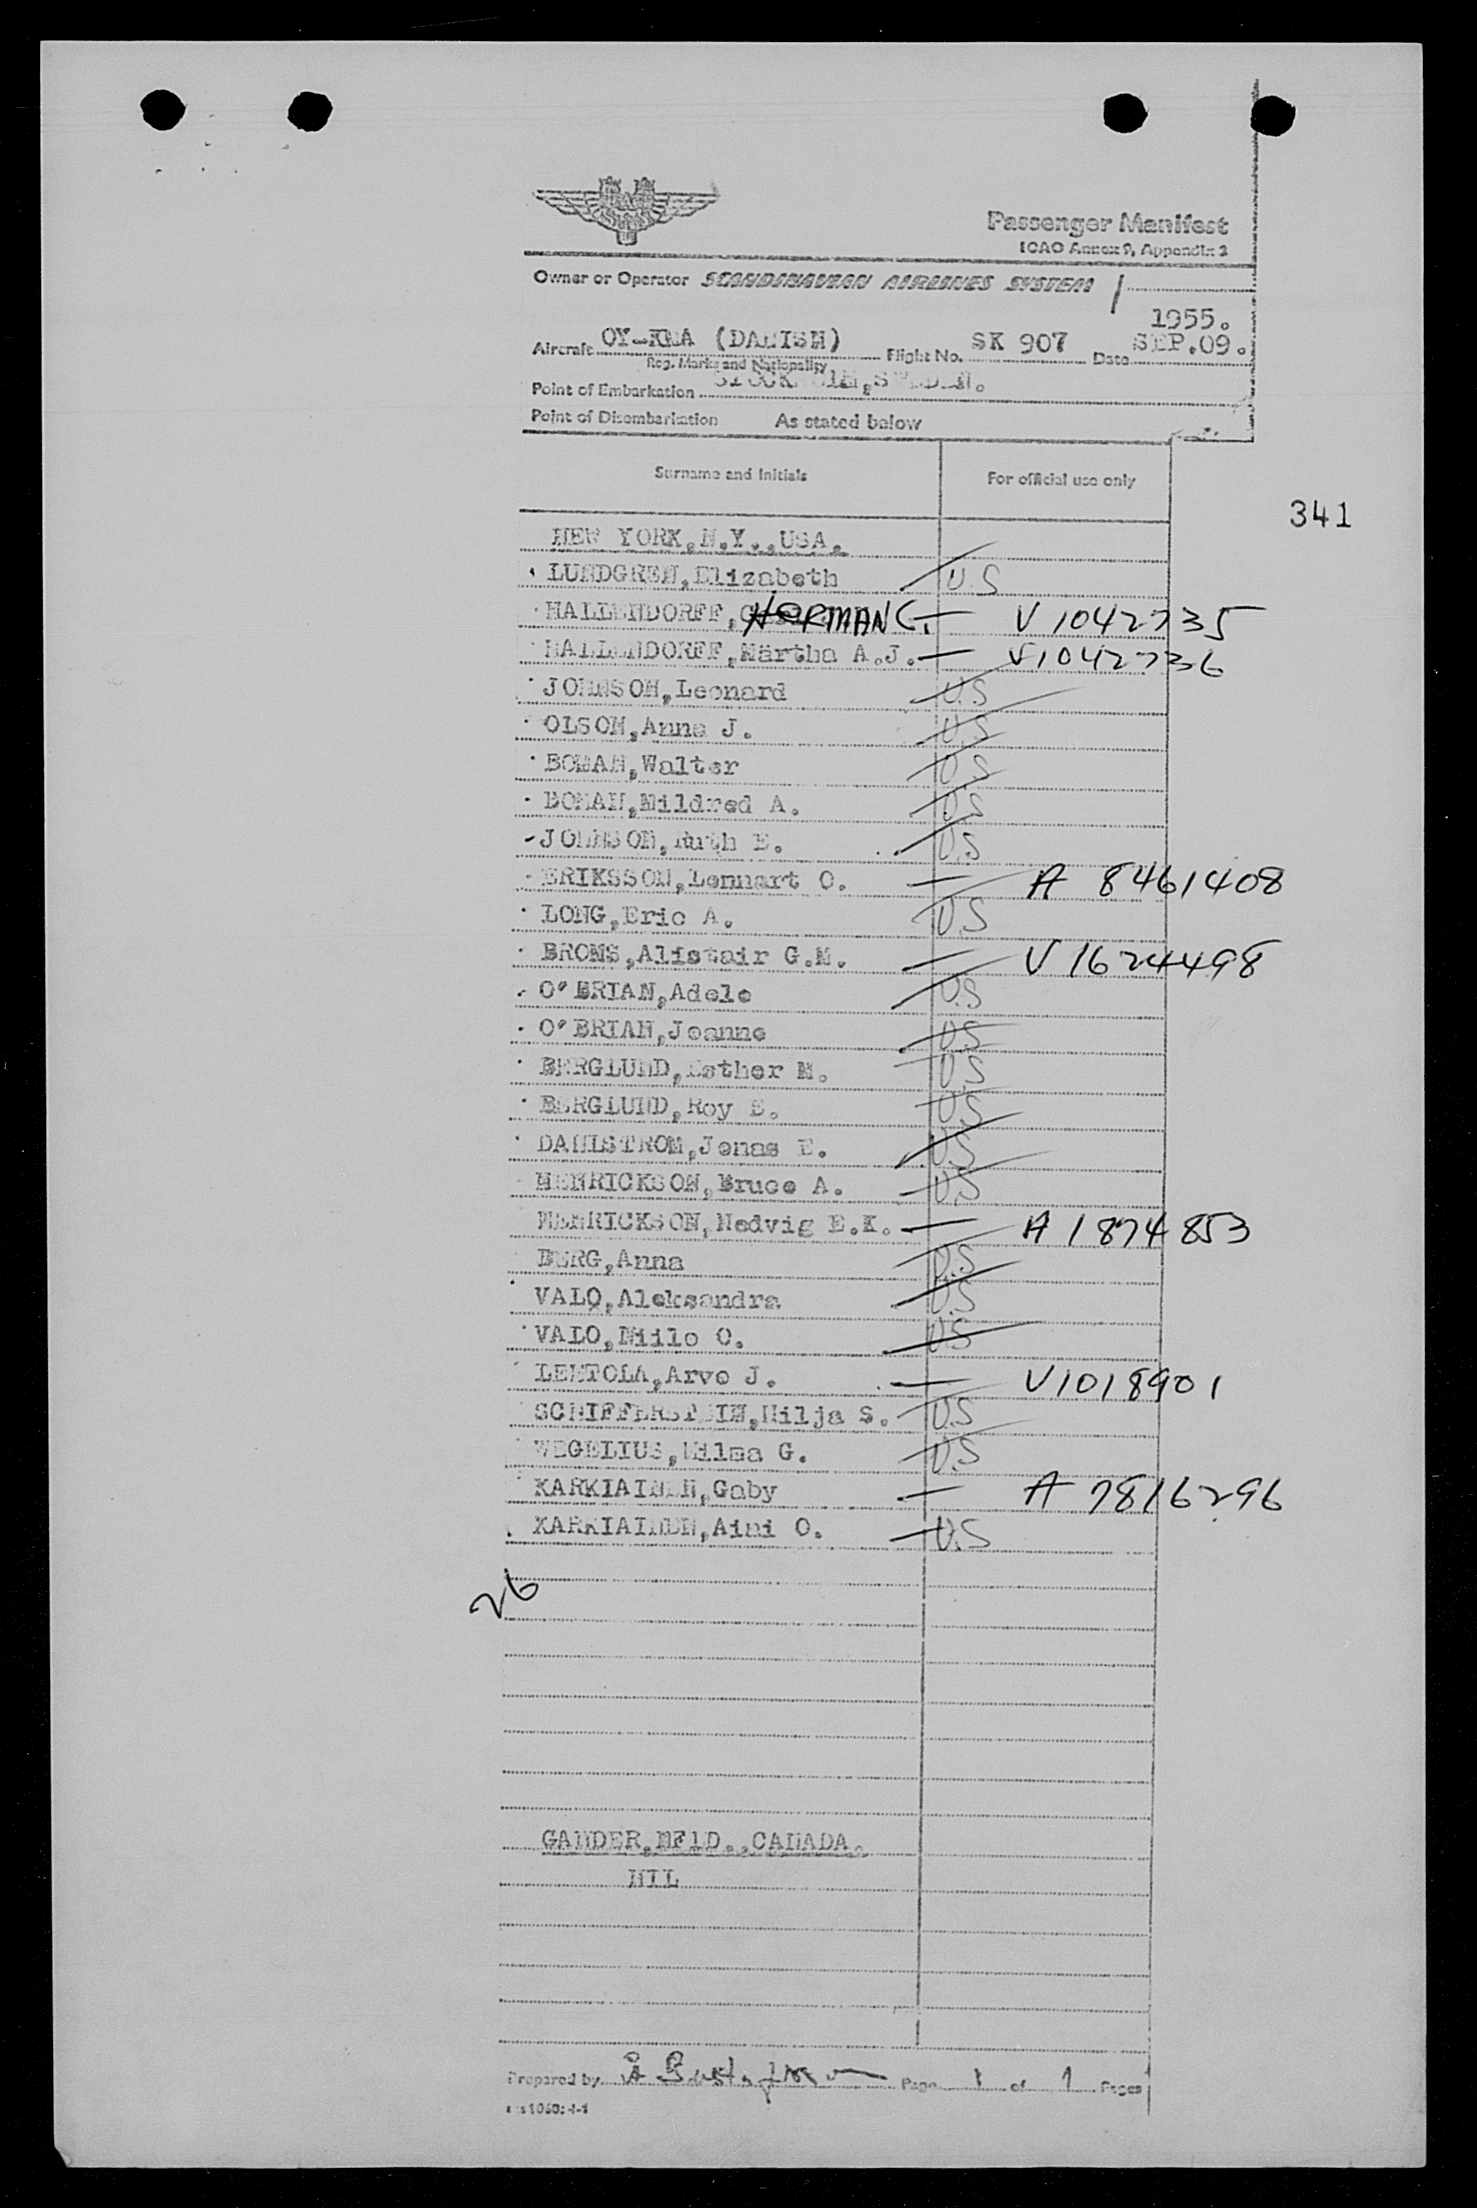 Passenger Manifest
ICAO Annex 9, Appendix 3
Owner or Operator SCANDINAVIAN AIRLINES SYSTEM
1955.
Aircraft OY-KMA (DANISH) Flight No. SK 907 Date SEP.09.
Reg. Marks and Nationality
Point of Embarkation STOCKHOLM,SWEDEN.
Point of Disembarkation As stated below
Surname and initials For official use only
341
NEW YORK,N.Y.,USA.
LUNDGREN,Elizabeth U.S
HALLENDORFF, HERMAN C. V 1042735
HALLENDORFF,Märtha A.J. V1042736
JOHNSON,Leonard U.S
OLSON,Anna J. U.S
BOMAN,Walter U.S
BOMAN,Mildred A. U.S
JOHNSON,Ruth E. U.S
ERIKSSON,Lennart O. A 8461408
LONG,Eric A. U.S
BROMS,Alistair G.M. V 1624498
O'BRIAN,Adele U.S
O'BRIAN,Joanne U.S
BERGLUND,Esther M. U.S
BERGLUND,Roy E. U.S
DAHLSTROM,Jonas E. U.S
HENRICKSON,Bruce A. U.S
HENRICKSON,Hedvig E.K. A 1874853
BERG,Anna U.S
VALO,Aleksandra U.S
VALO,Niilo O. U.S
LEHTOLA,Arvo J. V1018901
SCHIFFERSTEIN,Hilja S. U.S
WEGELIUS,Hilma G. U.S
KARKIAINEN,Gaby A 7816296
KARKIAINEN,Aini O. U.S
26
GANDER,NFLD.,CANADA.
NIL
Prepared by Page 1 of 1 Pages